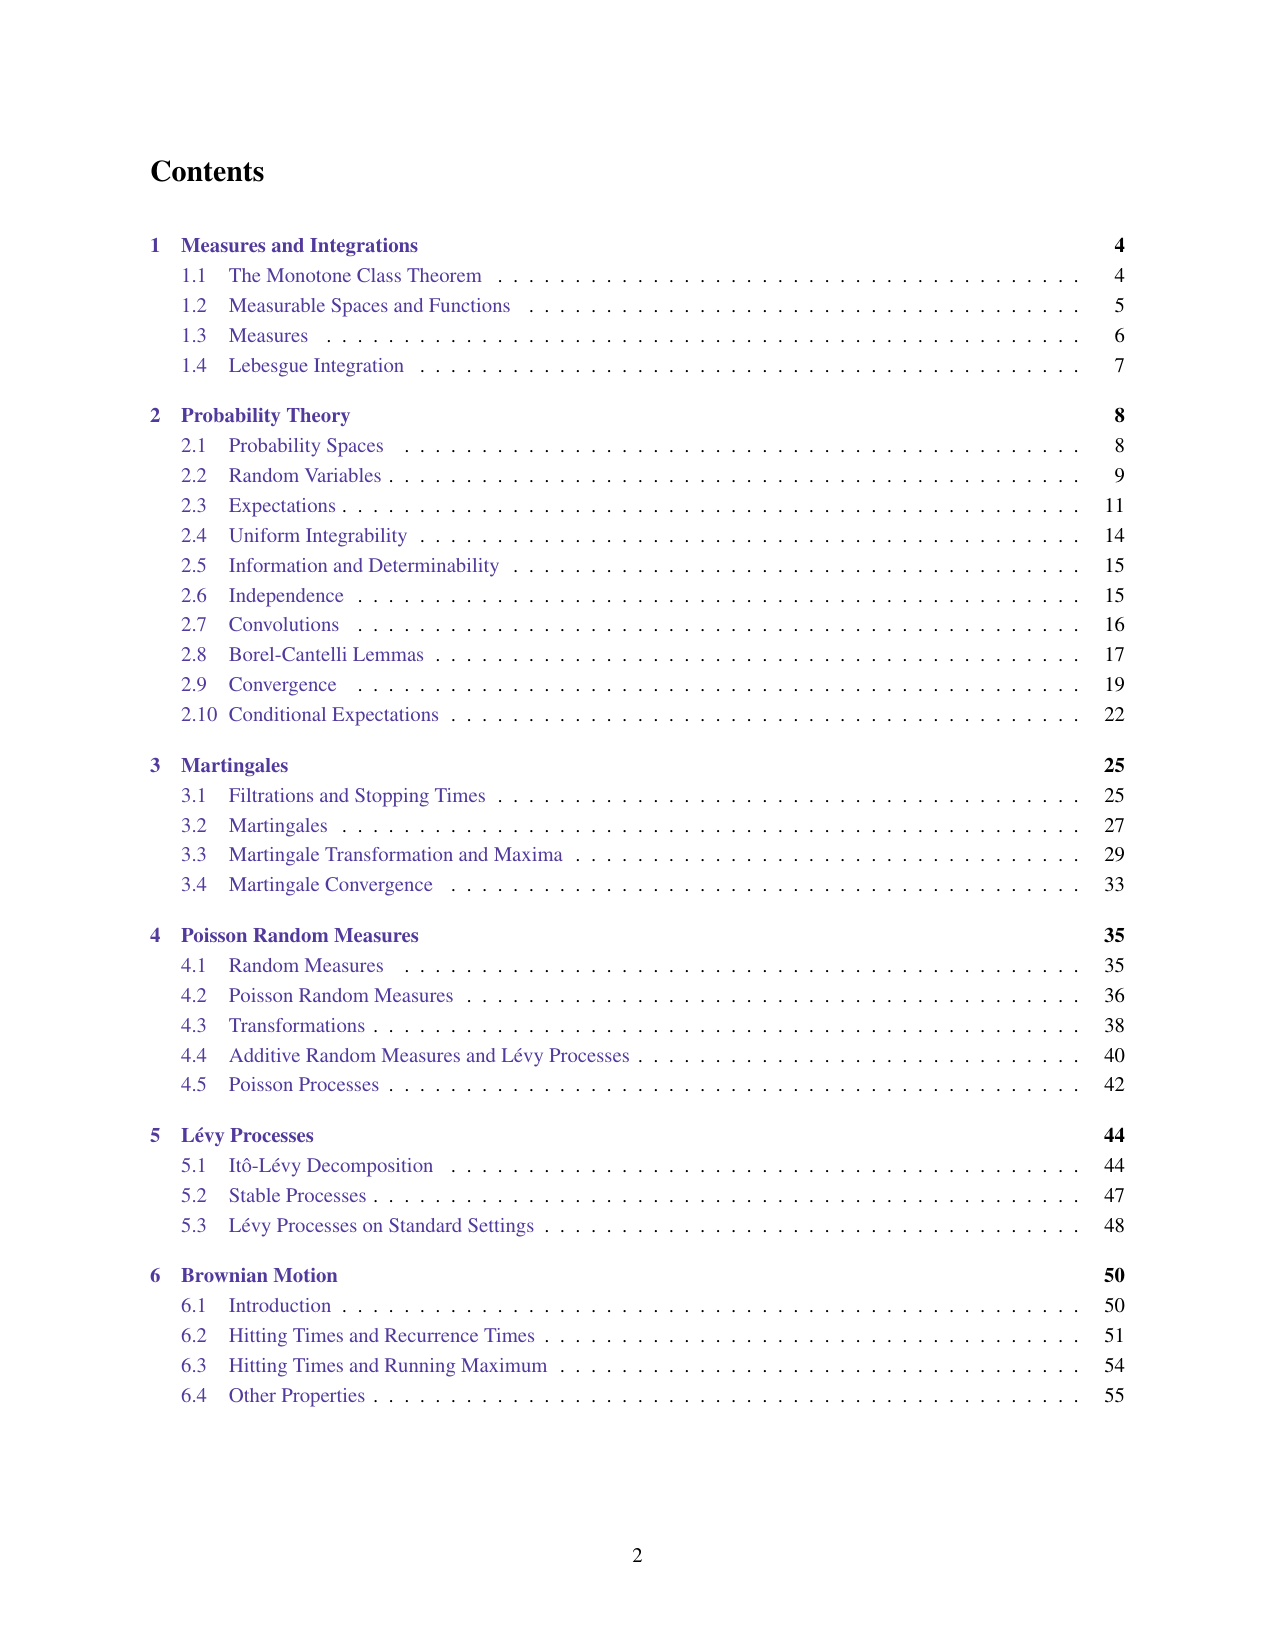 Contents
1 Measures and Integrations 4
1.1 The Monotone Class Theorem . . . . . . . . . . . . . . . . . . . . . . . . . . . . . . . . . . . . . . 4
1.2 Measurable Spaces and Functions . . . . . . . . . . . . . . . . . . . . . . . . . . . . . . . . . . . . 5
1.3 Measures . . . . . . . . . . . . . . . . . . . . . . . . . . . . . . . . . . . . . . . . . . . . . . . . . 6
1.4 Lebesgue Integration . . . . . . . . . . . . . . . . . . . . . . . . . . . . . . . . . . . . . . . . . . . 7
2 Probability Theory 8
2.1 Probability Spaces . . . . . . . . . . . . . . . . . . . . . . . . . . . . . . . . . . . . . . . . . . . . 8
2.2 Random Variables . . . . . . . . . . . . . . . . . . . . . . . . . . . . . . . . . . . . . . . . . . . . . 9
2.3 Expectations . . . . . . . . . . . . . . . . . . . . . . . . . . . . . . . . . . . . . . . . . . . . . . . . 11
2.4 Uniform Integrability . . . . . . . . . . . . . . . . . . . . . . . . . . . . . . . . . . . . . . . . . . . 14
2.5 Information and Determinability . . . . . . . . . . . . . . . . . . . . . . . . . . . . . . . . . . . . . 15
2.6 Independence . . . . . . . . . . . . . . . . . . . . . . . . . . . . . . . . . . . . . . . . . . . . . . . 15
2.7 Convolutions . . . . . . . . . . . . . . . . . . . . . . . . . . . . . . . . . . . . . . . . . . . . . . . 16
2.8 Borel-Cantelli Lemmas . . . . . . . . . . . . . . . . . . . . . . . . . . . . . . . . . . . . . . . . . . 17
2.9 Convergence . . . . . . . . . . . . . . . . . . . . . . . . . . . . . . . . . . . . . . . . . . . . . . . 19
2.10 Conditional Expectations . . . . . . . . . . . . . . . . . . . . . . . . . . . . . . . . . . . . . . . . . 22
3 Martingales 25
3.1 Filtrations and Stopping Times . . . . . . . . . . . . . . . . . . . . . . . . . . . . . . . . . . . . . . 25
3.2 Martingales . . . . . . . . . . . . . . . . . . . . . . . . . . . . . . . . . . . . . . . . . . . . . . . . 27
3.3 Martingale Transformation and Maxima . . . . . . . . . . . . . . . . . . . . . . . . . . . . . . . . . 29
3.4 Martingale Convergence . . . . . . . . . . . . . . . . . . . . . . . . . . . . . . . . . . . . . . . . . 33
4 Poisson Random Measures 35
4.1 Random Measures . . . . . . . . . . . . . . . . . . . . . . . . . . . . . . . . . . . . . . . . . . . . 35
4.2 Poisson Random Measures . . . . . . . . . . . . . . . . . . . . . . . . . . . . . . . . . . . . . . . . 36
4.3 Transformations . . . . . . . . . . . . . . . . . . . . . . . . . . . . . . . . . . . . . . . . . . . . . . 38
4.4 Additive Random Measures and Lévy Processes . . . . . . . . . . . . . . . . . . . . . . . . . . . . . 40
4.5 Poisson Processes . . . . . . . . . . . . . . . . . . . . . . . . . . . . . . . . . . . . . . . . . . . . . 42
5 Lévy Processes 44
5.1 Itô-Lévy Decomposition . . . . . . . . . . . . . . . . . . . . . . . . . . . . . . . . . . . . . . . . . 44
5.2 Stable Processes . . . . . . . . . . . . . . . . . . . . . . . . . . . . . . . . . . . . . . . . . . . . . . 47
5.3 Lévy Processes on Standard Settings . . . . . . . . . . . . . . . . . . . . . . . . . . . . . . . . . . . 48
6 Brownian Motion 50
6.1 Introduction . . . . . . . . . . . . . . . . . . . . . . . . . . . . . . . . . . . . . . . . . . . . . . . . 50
6.2 Hitting Times and Recurrence Times . . . . . . . . . . . . . . . . . . . . . . . . . . . . . . . . . . . 51
6.3 Hitting Times and Running Maximum . . . . . . . . . . . . . . . . . . . . . . . . . . . . . . . . . . 54
6.4 Other Properties . . . . . . . . . . . . . . . . . . . . . . . . . . . . . . . . . . . . . . . . . . . . . . 55
2